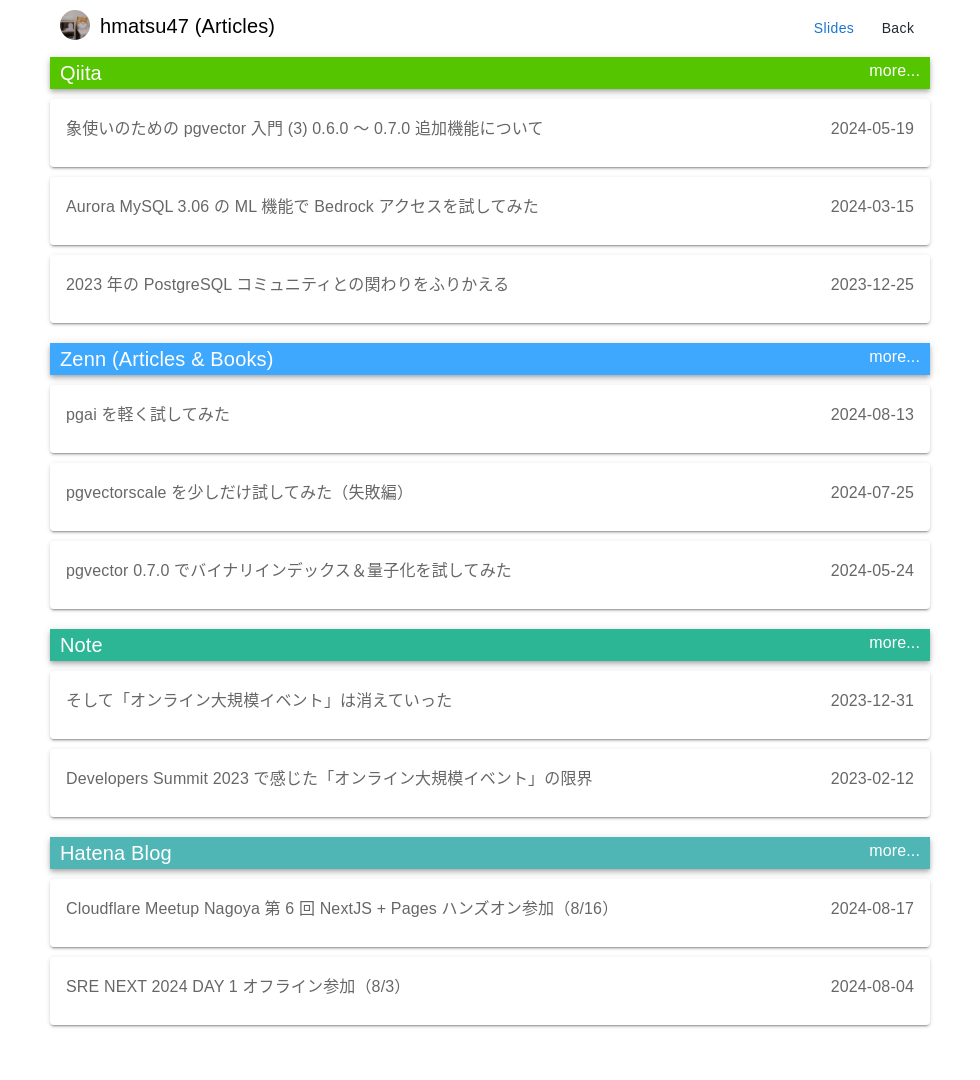 hmatsu47 (Articles)
Slides
Back
Qiita
more...
象使いのための pgvector 入門 (3) 0.6.0 〜 0.7.0 追加機能について
2024-05-19
Aurora MySQL 3.06 の ML 機能で Bedrock アクセスを試してみた
2024-03-15
2023 年の PostgreSQL コミュニティとの関わりをふりかえる
2023-12-25
Zenn (Articles & Books)
more...
pgai を軽く試してみた
2024-08-13
pgvectorscale を少しだけ試してみた（失敗編）
2024-07-25
pgvector 0.7.0 でバイナリインデックス＆量子化を試してみた
2024-05-24
Note
more...
そして「オンライン大規模イベント」は消えていった
2023-12-31
Developers Summit 2023 で感じた「オンライン大規模イベント」の限界
2023-02-12
Hatena Blog
more...
Cloudflare Meetup Nagoya 第 6 回 NextJS + Pages ハンズオン参加（8/16）
2024-08-17
SRE NEXT 2024 DAY 1 オフライン参加（8/3）
2024-08-04